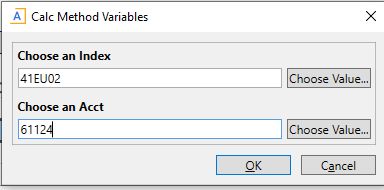 Calc Method Variables
Choose an Index
41EU02
Choose Value...
Choose an Acct
61124
Choose Value...
OK
Cancel